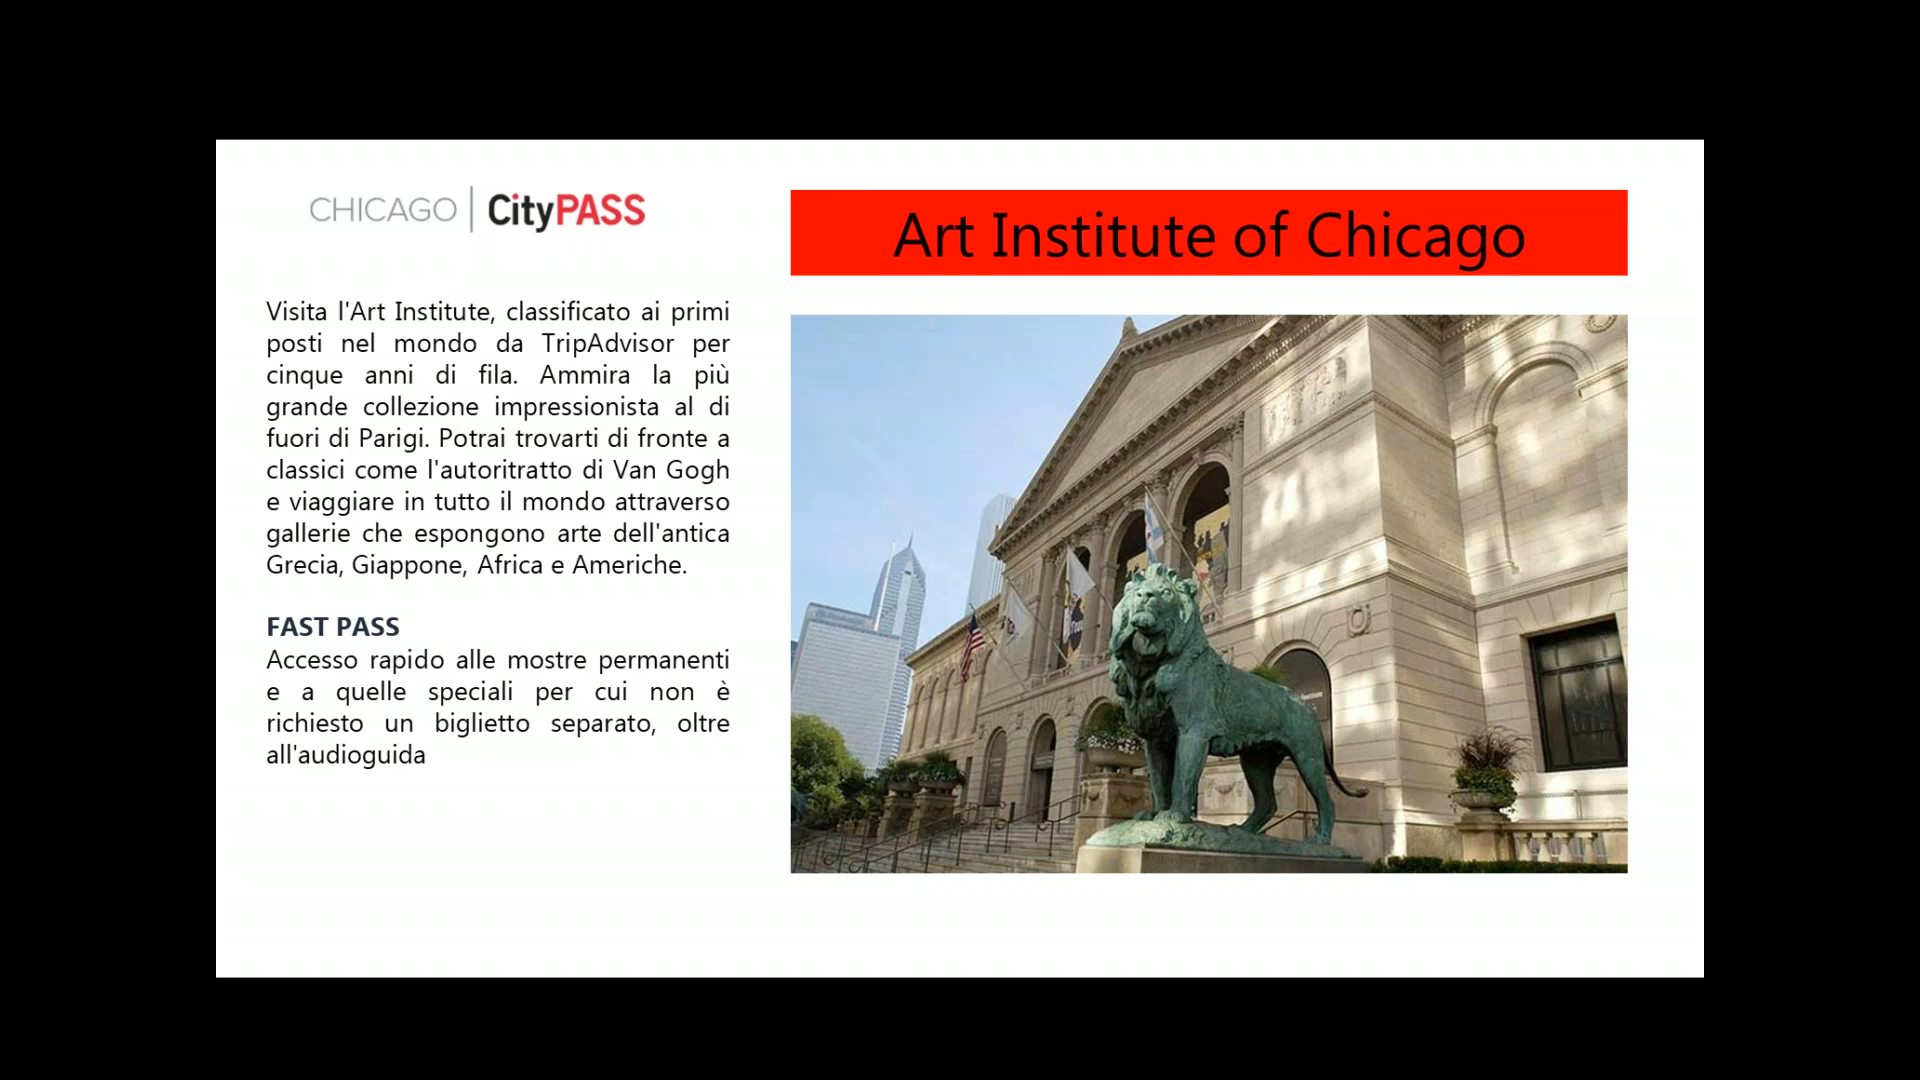 CHICAGO | CityPASS
Art Institute of Chicago
Visita l'Art Institute, classificato ai primi
posti nel mondo da TripAdvisor per
cinque anni di fila. Ammira la più
grande collezione impressionista al di
fuori di Parigi. Potrai trovarti di fronte a
classici come l'autoritratto di Van Gogh
e viaggiare in tutto il mondo attraverso
gallerie che espongono arte dell'antica
Grecia, Giappone, Africa e Americhe.
FAST PASS
Accesso rapido alle mostre permanenti
e a quelle speciali per cui non è
richiesto un biglietto separato, oltre
all'audioguida